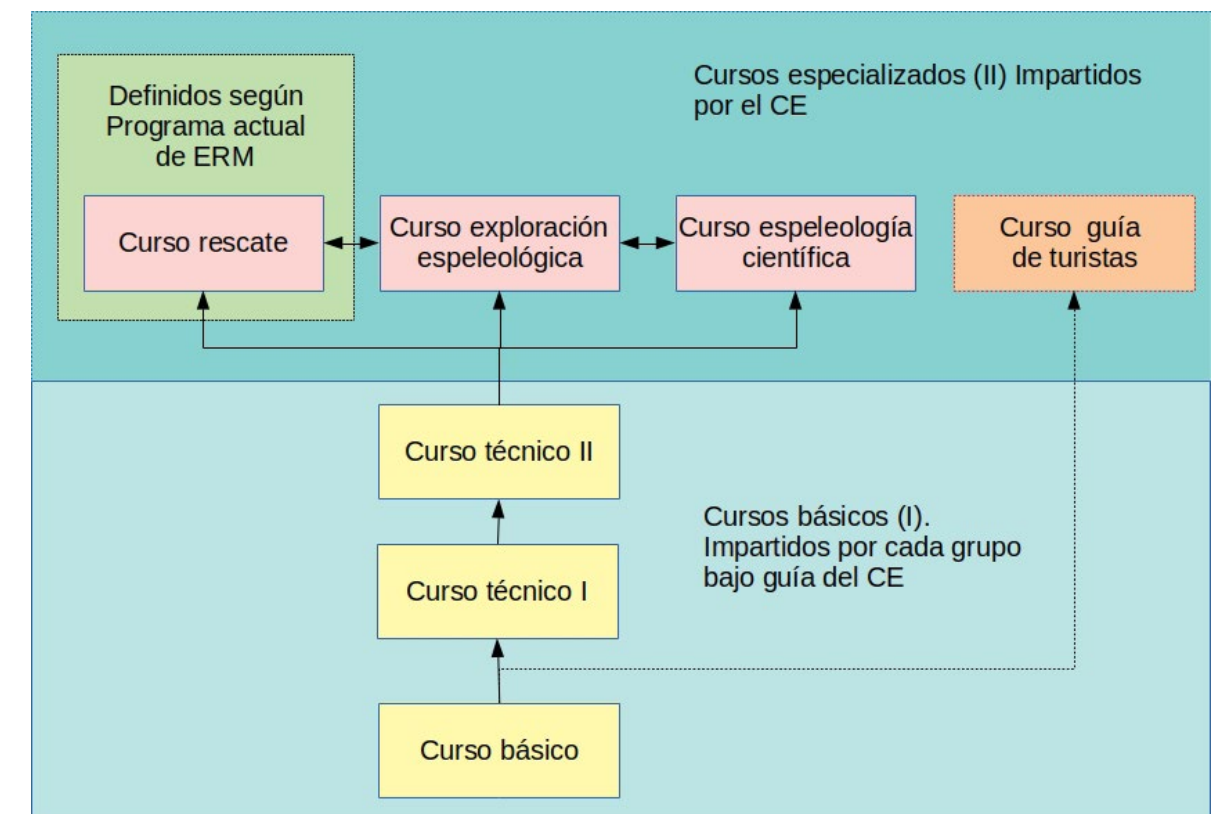 Definidos según
Programa actual
de ERM
Cursos especializados (II) Impartidos
por el CE
Curso rescate
Curso exploración
espeleológica
Curso espeleología
científica
Curso guía
de turistas
Curso técnico II
Cursos básicos (I).
Impartidos por cada grupo
bajo guía del CE
Curso técnico I
Curso básico